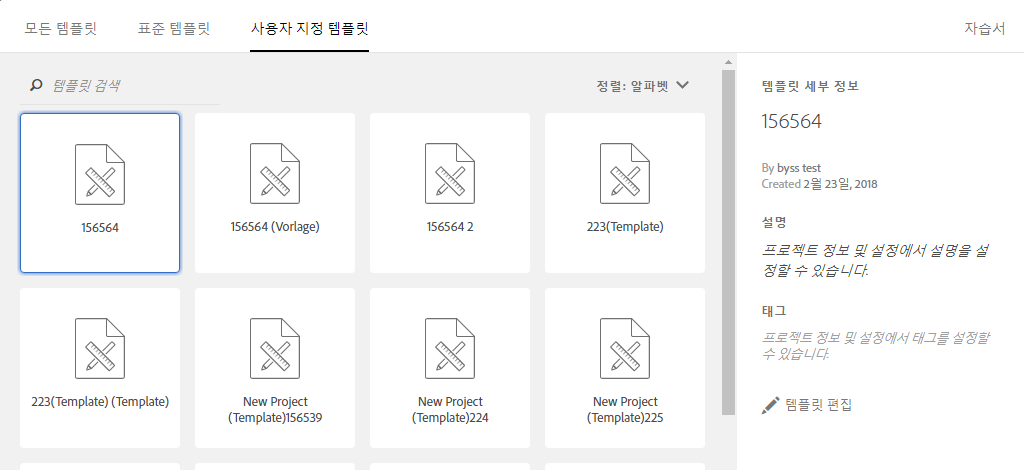 모든 템플릿
표준 템플릿
사용자 지정 템플릿
자습서
템플릿 검색
정렬: 알파벳
156564
156564 (Vorlage)
156564 2
223(Template)
223(Template) (Template)
New Project
(Template)156539
New Project
(Template)224
New Project
(Template)225
템플릿 세부 정보
156564
By byss test
Created 2월 23일, 2018
설명
프로젝트 정보 및 설정에서 설명을 설
정할 수 있습니다.
태그
프로젝트 정보 및 설정에서 태그를 설정할
수 있습니다.
템플릿 편집